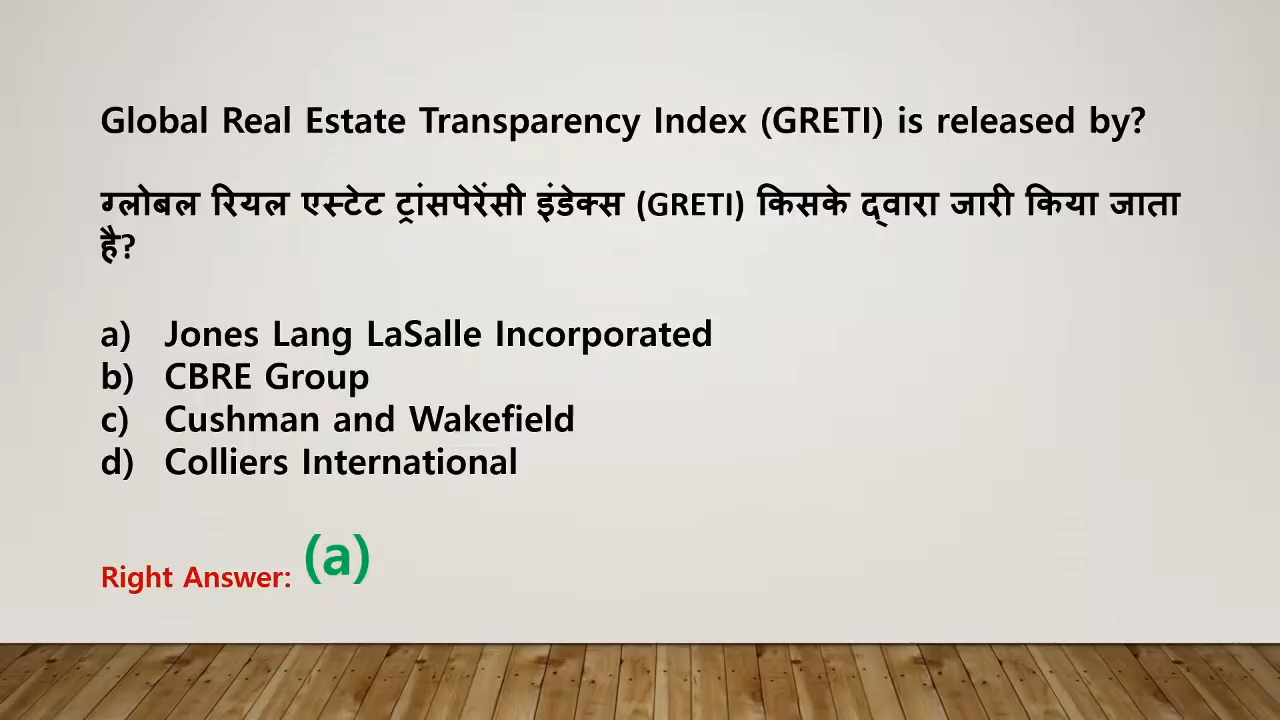 Global Real Estate Transparency Index (GRETI) is released by?
ग्लोबल रियल एस्टेट ट्रांसपेरेंसी इंडेक्स (GRETI) किसके द्वारा जारी किया जाता
है?
a) Jones Lang LaSalle Incorporated
b) CBRE Group
c) Cushman and Wakefield
d) Colliers International
Right Answer: (a)